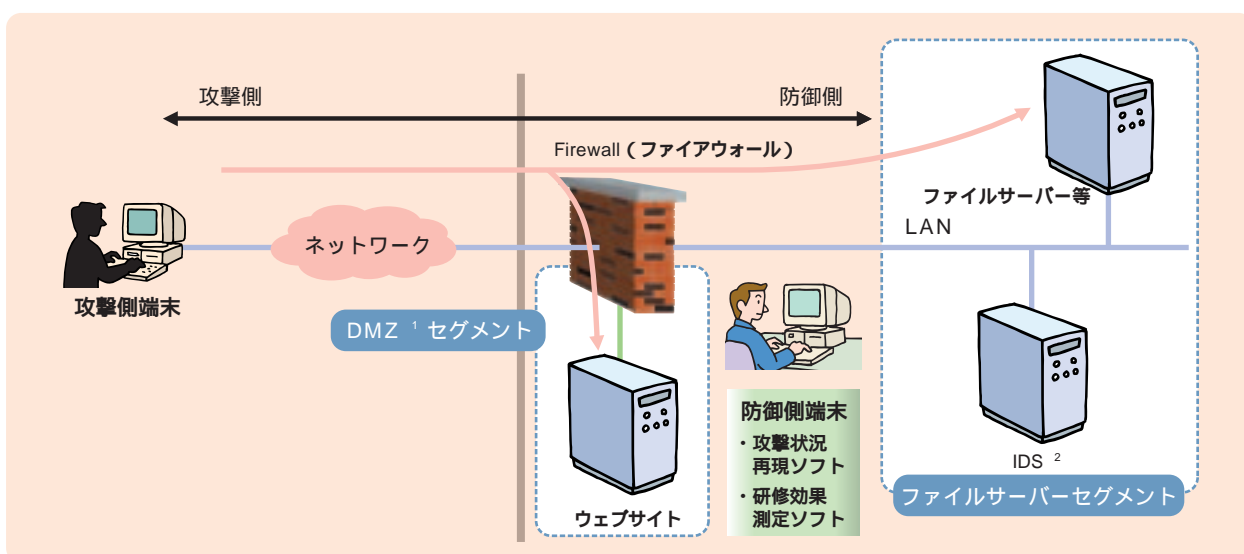 攻撃側
防御側
Firewall(ファイアウォール)
ファイルサーバー等
LAN
ネットワーク
攻撃側端末
DMZ 1 セグメント
防御側端末
・攻撃状況
再現ソフト
・研修効果
測定ソフト
ウェブサイト
IDS 2
ファイルサーバーセグメント